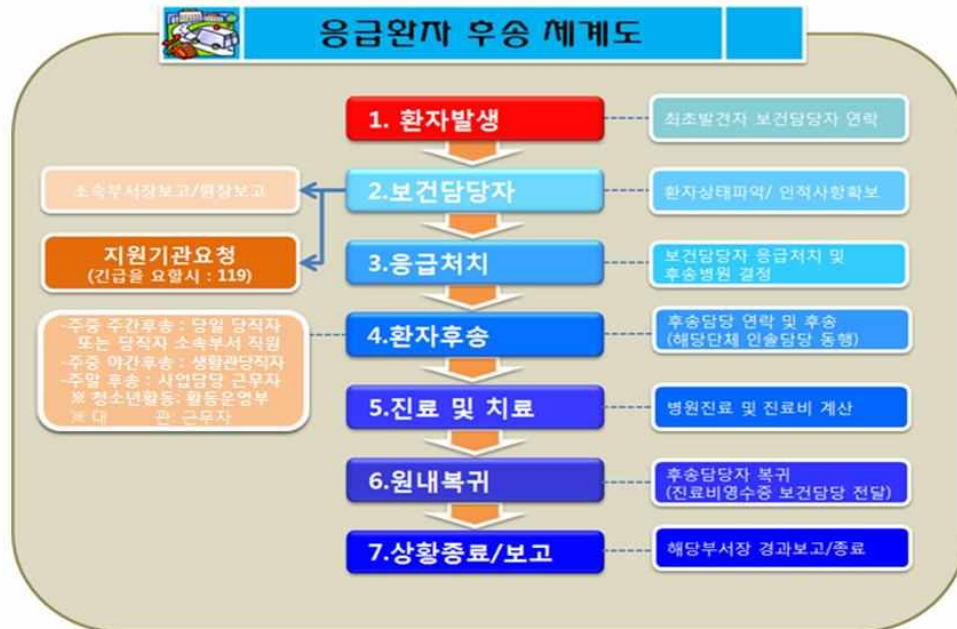 응급환자 후송 체계도
1. 환자발생
최초발견자 보건담당자 연락
소속부서장보고/원장보고
2.보건담당자
환자상태파악/ 인적사항확보
지원기관요청
(긴급을 요할시 : 119)
3.응급처치
보건담당자 응급처치 및
후송병원 결정
-주중 주간후송 : 당일 당직자
또는 당직자 소속부서 직원
-주중 야간후송 : 생활관당직자
-주말 후송 : 사업담당 근무자
※ 청소년활동: 활동운영부
※ 대 관: 근무자
4.환자후송
후송담당 연락 및 후송
(해당단체 인솔담당 동행)
5.진료 및 치료
병원진료 및 진료비 계산
6.원내복귀
후송담당자 복귀
(진료비영수증 보건담당 전달)
7.상황종료/보고
해당부서장 경과보고/종료